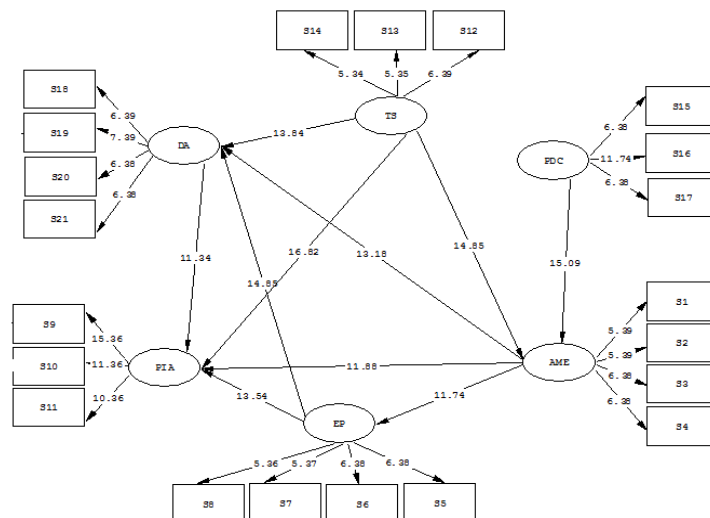 S14 S13 S12
5.34 5.35 6.39
S18
6.39
TS
S15
S19
7.39
13.84
6.38
DA
PDC
11.74
S16
S20
6.38
6.38
S17
S21
6.38
16.82
13.18
14.85
15.09
11.34
14.85
S1
S9
5.39
S2
15.36
5.39
S10
11.36
PIA
11.88
AME
6.38
S3
S11
10.36
13.54
11.74
6.38
S4
EP
5.36 5.37 6.38 6.38
S8 S7 S6 S5